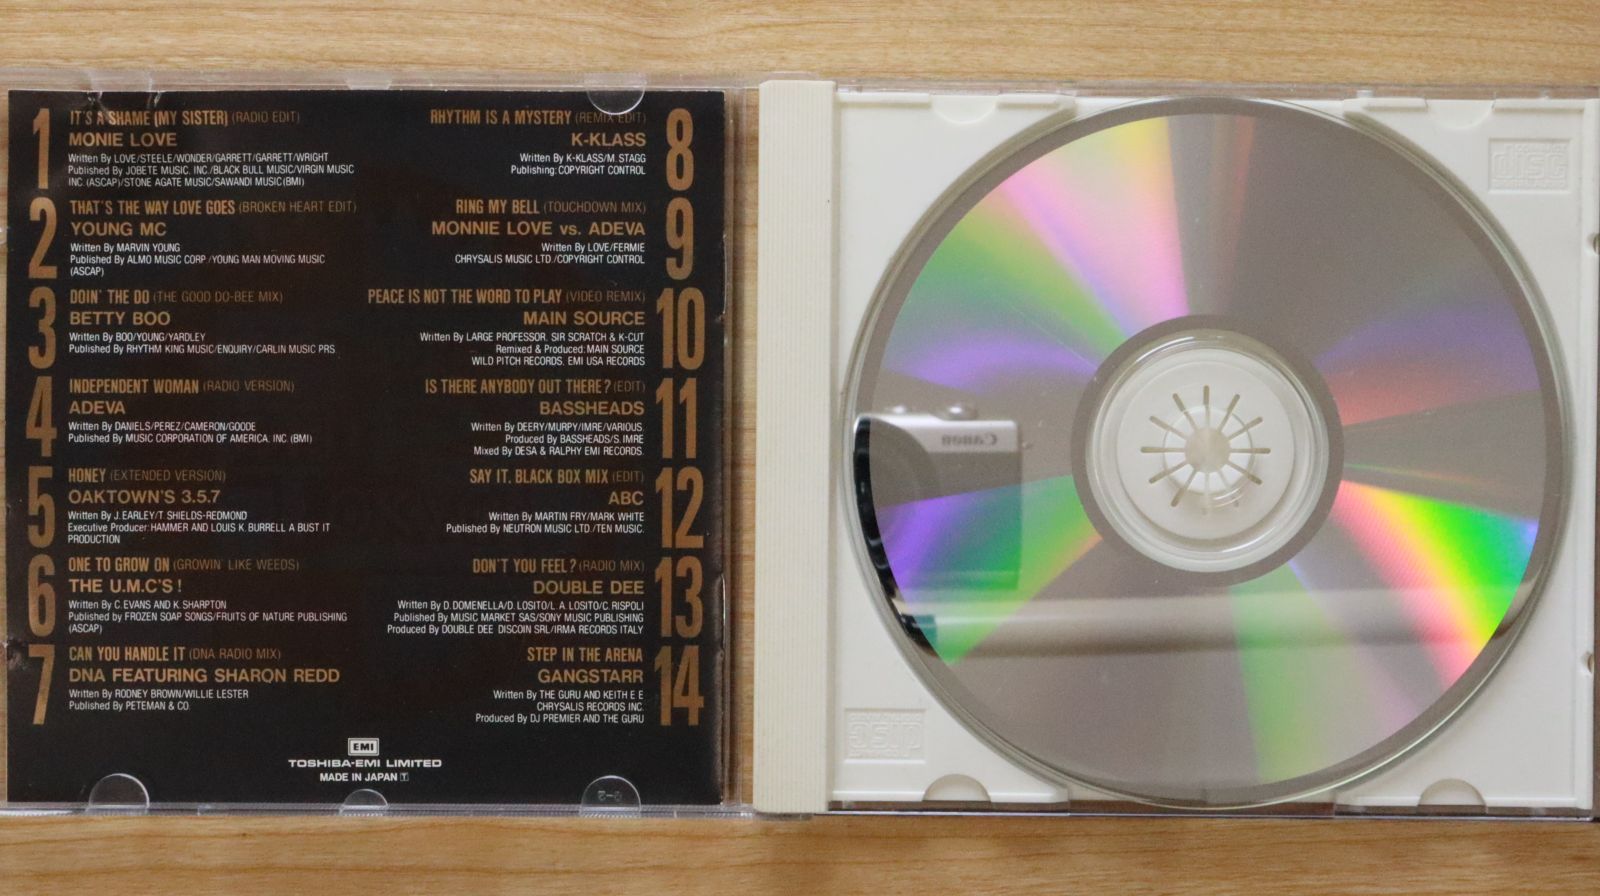 1
IT'S A SHAME (MY SISTER) (RADIO EDIT)
MONIE LOVE
Written By LOVE/STEELE/WONDER/GARRETT/GARRETT/WRIGHT
Published By JOBETE MUSIC. INC./BLACK BULL MUSIC/VIRGIN MUSIC
INC. (ASCAP)/STONE AGATE MUSIC/SAWANDI MUSIC (BMI)
2
THAT'S THE WAY LOVE GOES (BROKEN HEART EDIT)
YOUNG MC
Written By MARVIN YOUNG
Published By ALMO MUSIC CORP./YOUNG MAN MOVING MUSIC
(ASCAP)
3
DOIN' THE DO (THE GOOD DO-BEE MIX)
BETTY BOO
Written By BOO/YOUNG/YARDLEY
Published By RHYTHM KING MUSIC/ENQUIRY/CARLIN MUSIC PRS.
4
INDEPENDENT WOMAN (RADIO VERSION)
ADEVA
Written By DANIELS/PEREZ/CAMERON/GOODE
Published By MUSIC CORPORATION OF AMERICA, INC. (BMI)
5
HONEY (EXTENDED VERSION)
OAKTOWN'S 3.5.7
Written By J. EARLEY/T. SHIELDS-REDMOND
Executive Producer: HAMMER AND LOUIS K. BURRELL A BUST IT
PRODUCTION
6
ONE TO GROW ON (GROWIN' LIKE WEEDS)
THE U.M.C'S !
Written By C. EVANS AND K. SHARPTON
Published by FROZEN SOAP SONGS/FRUITS OF NATURE PUBLISHING
(ASCAP)
7
CAN YOU HANDLE IT (DNA RADIO MIX)
DNA FEATURING SHARON REDD
Written By RODNEY BROWN/WILLIE LESTER
Published By PETEMAN & CO.
8
RHYTHM IS A MYSTERY (REMIX EDIT)
K-KLASS
Written By K-KLASS/M. STAGG
Publishing: COPYRIGHT CONTROL
9
RING MY BELL (TOUCHDOWN MIX)
MONNIE LOVE vs. ADEVA
Written By LOVE/FERMIE
CHRYSALIS MUSIC LTD./COPYRIGHT CONTROL
10
PEACE IS NOT THE WORD TO PLAY (VIDEO REMIX)
MAIN SOURCE
Written By LARGE PROFESSOR, SIR SCRATCH & K-CUT
Remixed & Produced: MAIN SOURCE
WILD PITCH RECORDS, EMI USA RECORDS
11
IS THERE ANYBODY OUT THERE? (EDIT)
BASSHEADS
Written By DEERY/MURPY/IMRE/VARIOUS.
Produced By BASSHEADS/S. IMRE
Mixed By DESA & RALPHY EMI RECORDS.
12
SAY IT. BLACK BOX MIX (EDIT)
ABC
Written By MARTIN FRY/MARK WHITE
Published By NEUTRON MUSIC LTD./TEN MUSIC.
13
DON'T YOU FEEL? (RADIO MIX)
DOUBLE DEE
Written By D. DOMENELLA/D. LOSITO/L. A. LOSITO/C. RISPOLI
Published By MUSIC MARKET SAS/SONY MUSIC PUBLISHING
Produced By DOUBLE DEE DISCOIN SRL/IRMA RECORDS ITALY
14
STEP IN THE ARENA
GANGSTARR
Written By THE GURU AND KEITH E E
CHRYSALIS RECORDS INC.
Produced By DJ PREMIER AND THE GURU
EMI
TOSHIBA-EMI LIMITED
MADE IN JAPAN T
Canon
COMPACT
disc